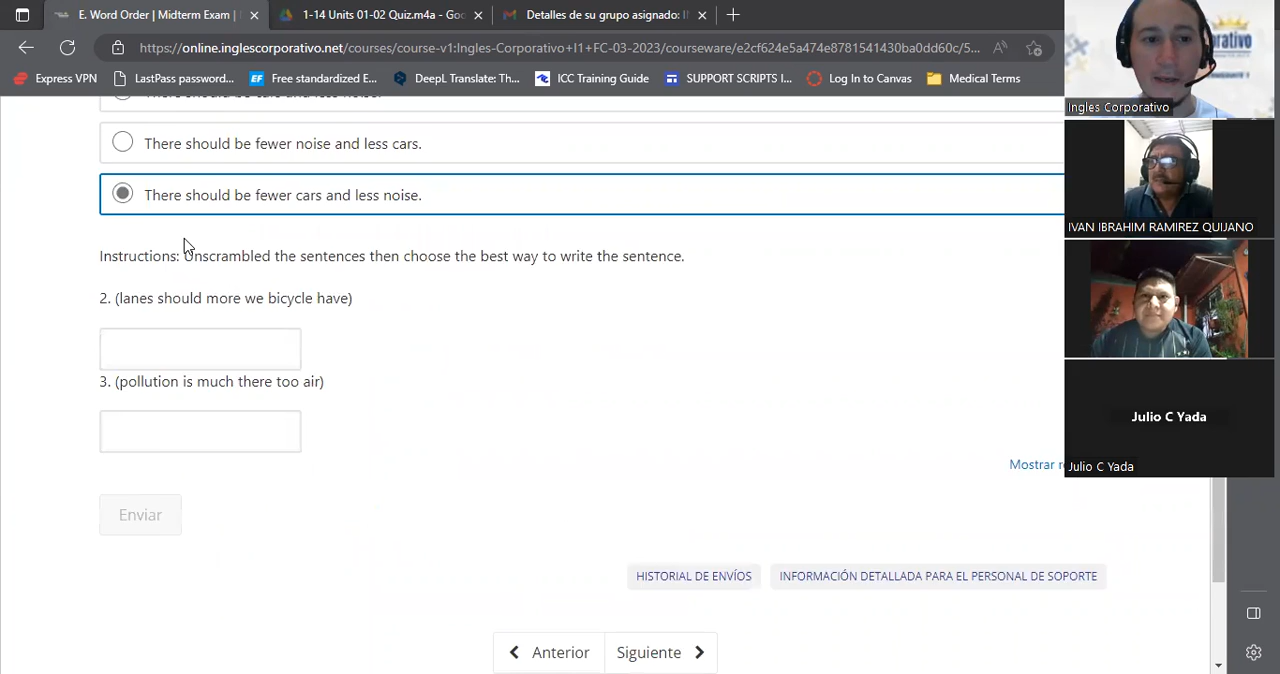 E. Word Order | Midterm Exam |
1-14 Units 01-02 Quiz.m4a - Goo
Detalles de su grupo asignado: I
https://online.inglescorporativo.net/courses/course-v1:Ingles-Corporativo+I1+FC-03-2023/courseware/e2cf624e5a474e8781541430ba0dd60c/5...
Express VPN
LastPass password...
Free standardized E...
DeepL Translate: Th...
ICC Training Guide
SUPPORT SCRIPTS I...
Log In to Canvas
Medical Terms
There should be fewer noise and less cars.
There should be fewer cars and less noise.
Instructions: Unscrambled the sentences then choose the best way to write the sentence.
2. (lanes should more we bicycle have)
3. (pollution is much there too air)
Mostrar r
Enviar
HISTORIAL DE ENVÍOS
INFORMACIÓN DETALLADA PARA EL PERSONAL DE SOPORTE
Anterior
Siguiente
orativo
Ingles Corporativo
IVAN IBRAHIM RAMIREZ QUIJANO
Julio C Yada
Julio C Yada